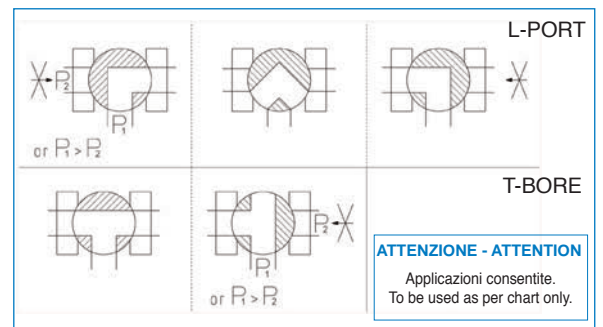 L-PORT
P2
P1
or P1 > P2
T-BORE
P2
P1
or P1 > P2
ATTENZIONE - ATTENTION
Applicazioni consentite.
To be used as per chart only.